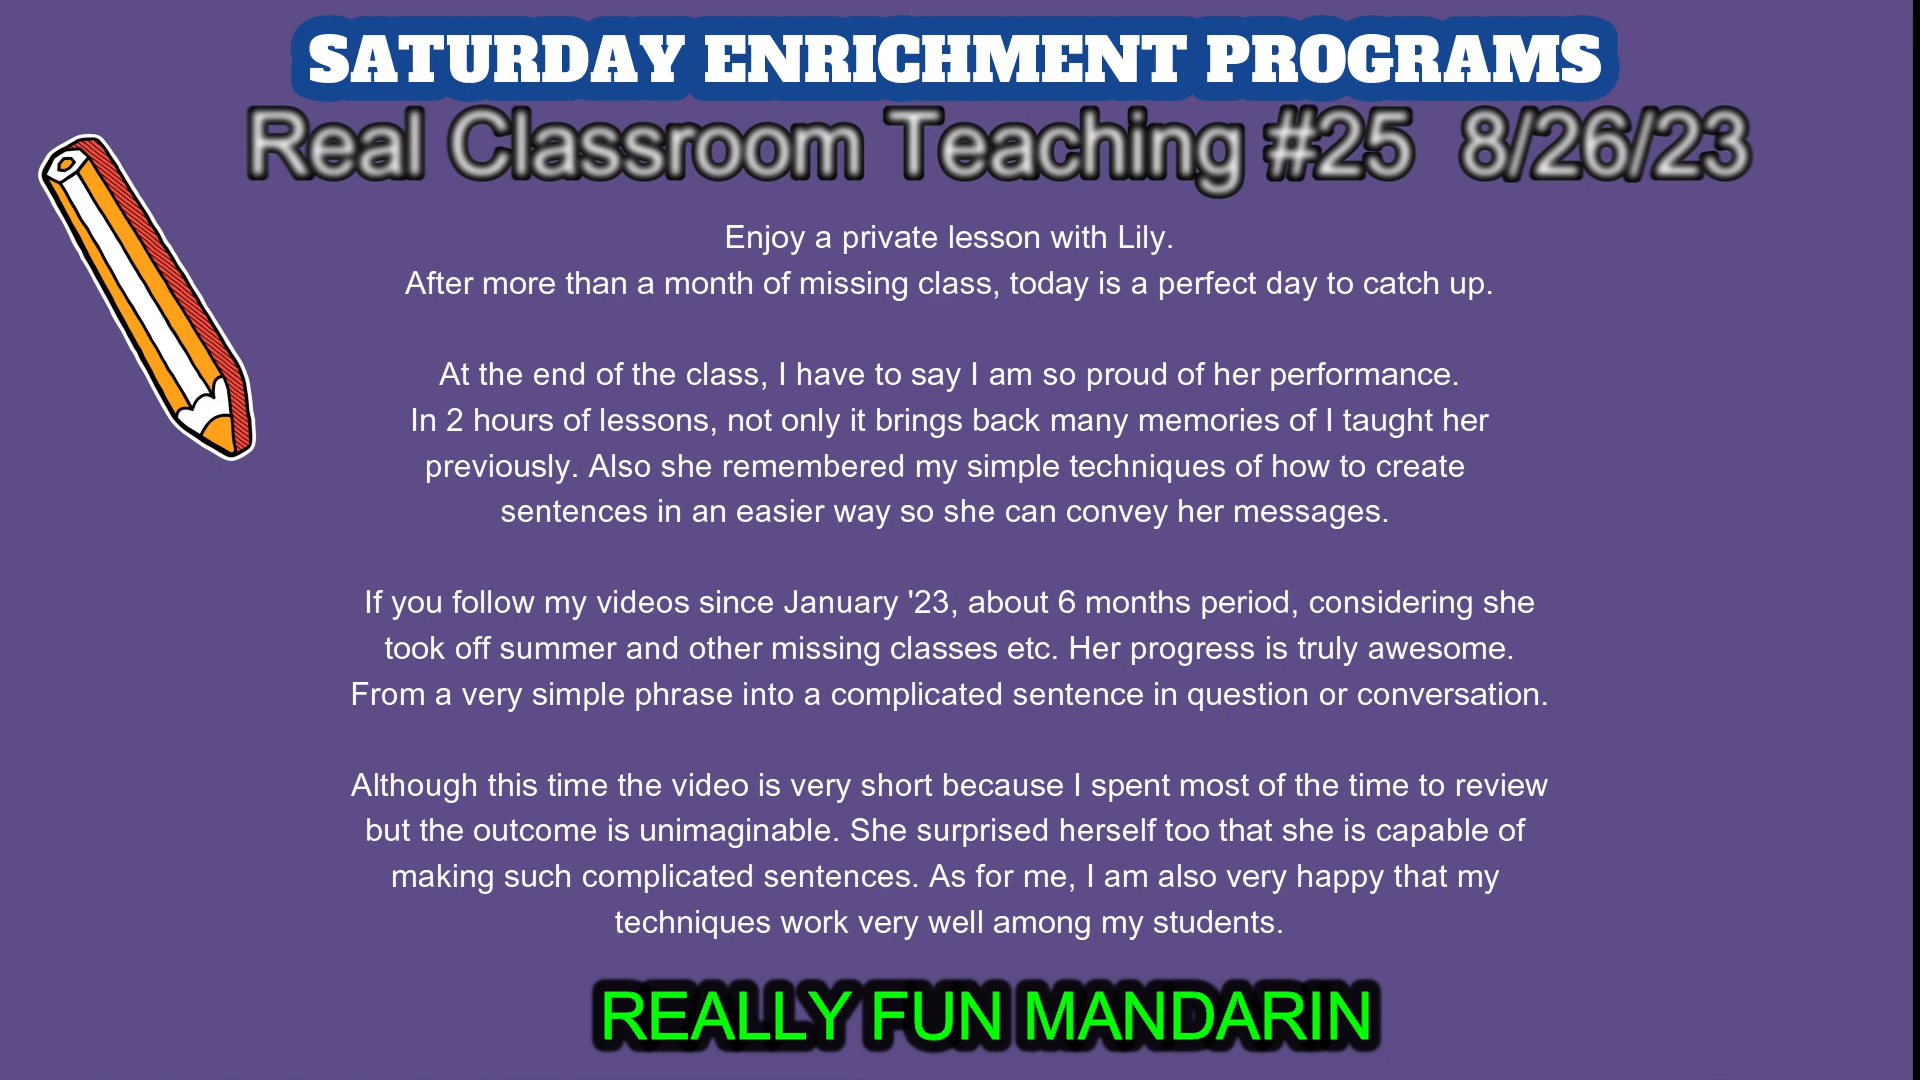 SATURDAY ENRICHMENT PROGRAMS
Real Classroom Teaching #25 8/26/23
Enjoy a private lesson with Lily.
After more than a month of missing class, today is a perfect day to catch up.
At the end of the class, I have to say I am so proud of her performance.
In 2 hours of lessons, not only it brings back many memories of I taught her
previously. Also she remembered my simple techniques of how to create
sentences in an easier way so she can convey her messages.
If you follow my videos since January '23, about 6 months period, considering she
took off summer and other missing classes etc. Her progress is truly awesome.
From a very simple phrase into a complicated sentence in question or conversation.
Although this time the video is very short because I spent most of the time to review
but the outcome is unimaginable. She surprised herself too that she is capable of
making such complicated sentences. As for me, I am also very happy that my
techniques work very well among my students.
REALLY FUN MANDARIN